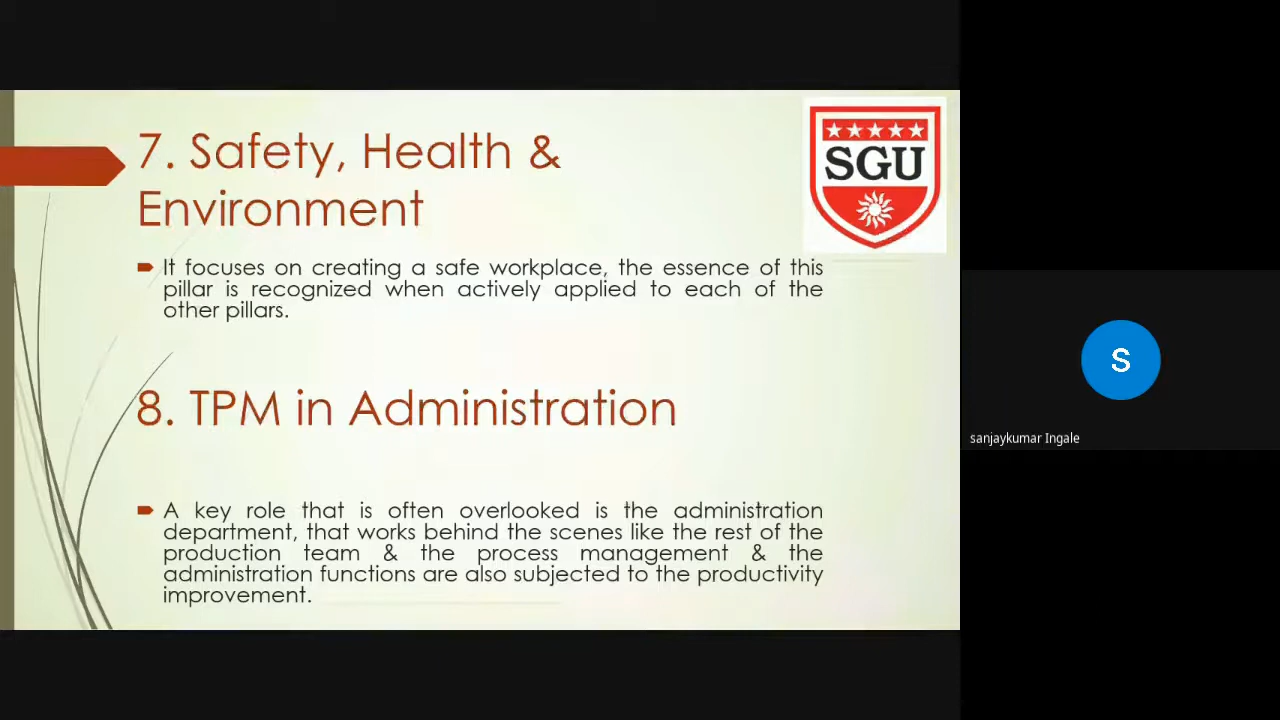 7. Safety, Health &
Environment
SGU
It focuses on creating a safe workplace, the essence of this
pillar is recognized when actively applied to each of the
other pillars.
8. TPM in Administration
A key role that is often overlooked is the administration
department, that works behind the scenes like the rest of the
production team & the process management & the
administration functions are also subjected to the productivity
improvement.
S
sanjaykumar Ingale